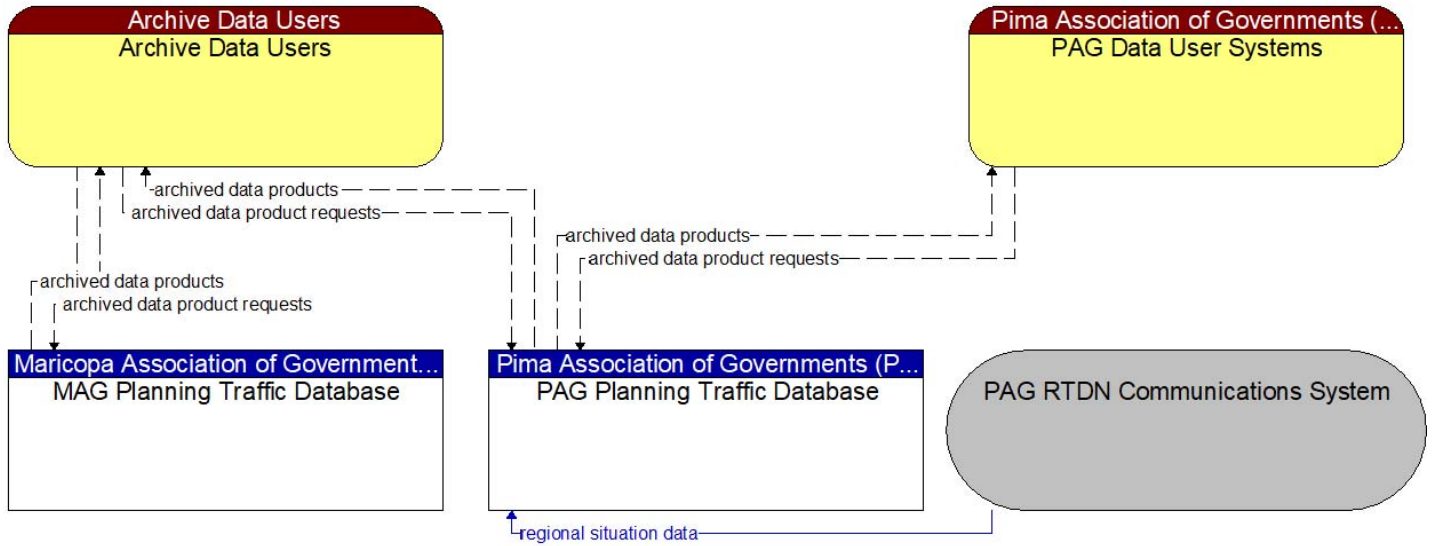 Archive Data Users
Archive Data Users
Pima Association of Governments (...
PAG Data User Systems
archived data products
archived data product requests
archived data products
archived data product requests
archived data products
archived data product requests
Maricopa Association of Government...
MAG Planning Traffic Database
Pima Association of Governments (P...
PAG Planning Traffic Database
PAG RTDN Communications System
regional situation data